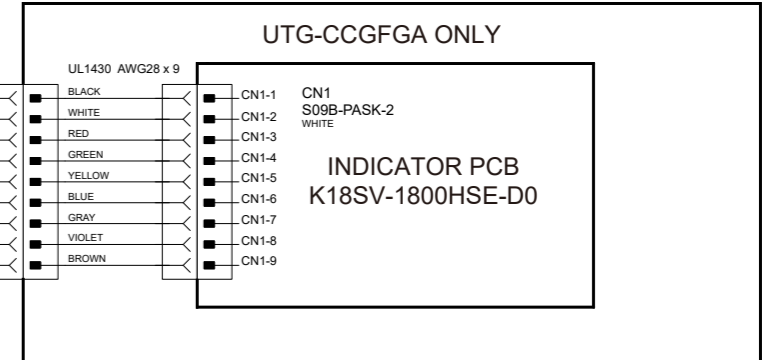 UTG-CCGFGA ONLY
UL1430 AWG28 x 9
BLACK
WHITE
RED
GREEN
YELLOW
BLUE
GRAY
VIOLET
BROWN
CN1-1
CN1-2
CN1-3
CN1-4
CN1-5
CN1-6
CN1-7
CN1-8
CN1-9
CN1
S09B-PASK-2
WHITE
INDICATOR PCB
K18SV-1800HSE-D0